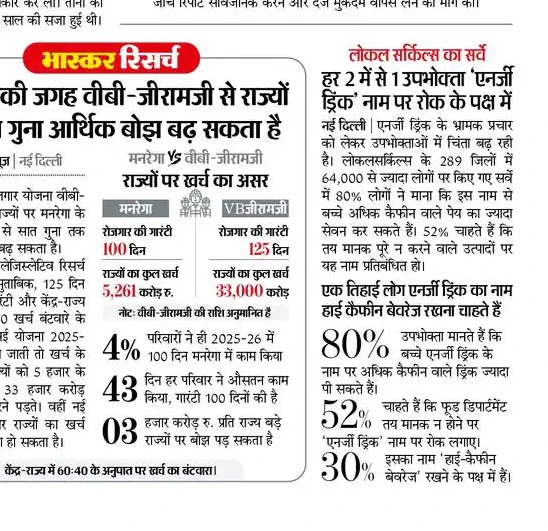 जांच रिपोर्ट सार्वजनिक करने और दर्ज मुकदमे वापस लेने की मांग की।
साल की सजा हुई थी।
भास्कर रिसर्च
की जगह वीबी-जीरामजी से राज्यों
गुना आर्थिक बोझ बढ़ सकता है
न्यूज | नई दिल्ली
गार योजना वीबी-
ज्यों पर मनरेगा के
से सात गुना तक
बढ़ सकता है।
लेजिस्लेटिव रिसर्च
मुताबिक, 125 दिन
रंटी और केंद्र-राज्य
0 खर्च बंटवारे के
ई योजना 2025-
जाती तो खर्च के
यों को 5 हजार के
33 हजार करोड़
ने पड़ते। वहीं नई
र राज्यों का खर्च
हो सकता है।
मनरेगा VS वीबी-जीरामजी
राज्यों पर खर्च का असर
मनरेगा
VBजीरामजी
रोजगार की गारंटी
रोजगार की गारंटी
100 दिन
125 दिन
राज्यों का कुल खर्च
राज्यों का कुल खर्च
5,261 करोड़ रु.
33,000 करोड़
नोट: वीबी-जीरामजी की राशि अनुमानित है
4% परिवारों ने ही 2025-26 में
100 दिन मनरेगा में काम किया
43 दिन हर परिवार ने औसतन काम
किया, गारंटी 100 दिनों की है
03 हजार करोड़ रु. प्रति राज्य बड़े
राज्यों पर बोझ पड़ सकता है
केंद्र-राज्य में 60:40 के अनुपात पर खर्च का बंटवारा।
लोकल सर्किल्स का सर्वे
हर 2 में से 1 उपभोक्ता ‘एनर्जी
ड्रिंक’ नाम पर रोक के पक्ष में
नई दिल्ली | एनर्जी ड्रिंक के भ्रामक प्रचार
को लेकर उपभोक्ताओं में चिंता बढ़ रही
है। लोकलसर्किल्स के 289 जिलों में
64,000 से ज्यादा लोगों पर किए गए सर्वे
में 80% लोगों ने माना कि इस नाम से
बच्चे अधिक कैफीन वाले पेय का ज्यादा
सेवन कर सकते हैं। 52% चाहते हैं कि
तय मानक पूरे न करने वाले उत्पादों पर
यह नाम प्रतिबंधित हो।
एक तिहाई लोग एनर्जी ड्रिंक का नाम
हाई कैफीन बेवरेज रखना चाहते हैं
80% उपभोक्ता मानते हैं कि
बच्चे एनर्जी ड्रिंक के
नाम पर अधिक कैफीन वाले ड्रिंक ज्यादा
पी सकते हैं।
52% चाहते हैं कि फूड डिपार्टमेंट
तय मानक न होने पर
‘एनर्जी ड्रिंक’ नाम पर रोक लगाए।
30% इसका नाम ‘हाई-कैफीन
बेवरेज’ रखने के पक्ष में हैं।